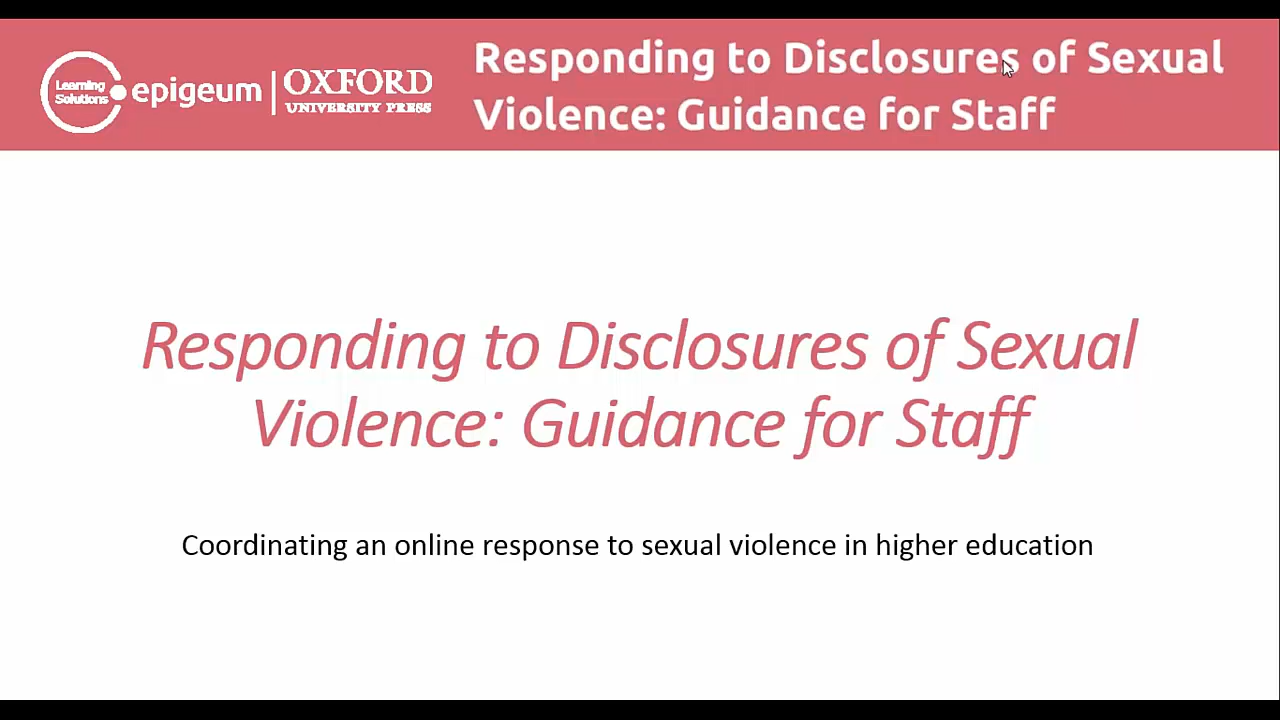 Learning
Solutions
epigeum
OXFORD
UNIVERSITY PRESS
Responding to Disclosures of Sexual
Violence: Guidance for Staff
Responding to Disclosures of Sexual
Violence: Guidance for Staff
Coordinating an online response to sexual violence in higher education